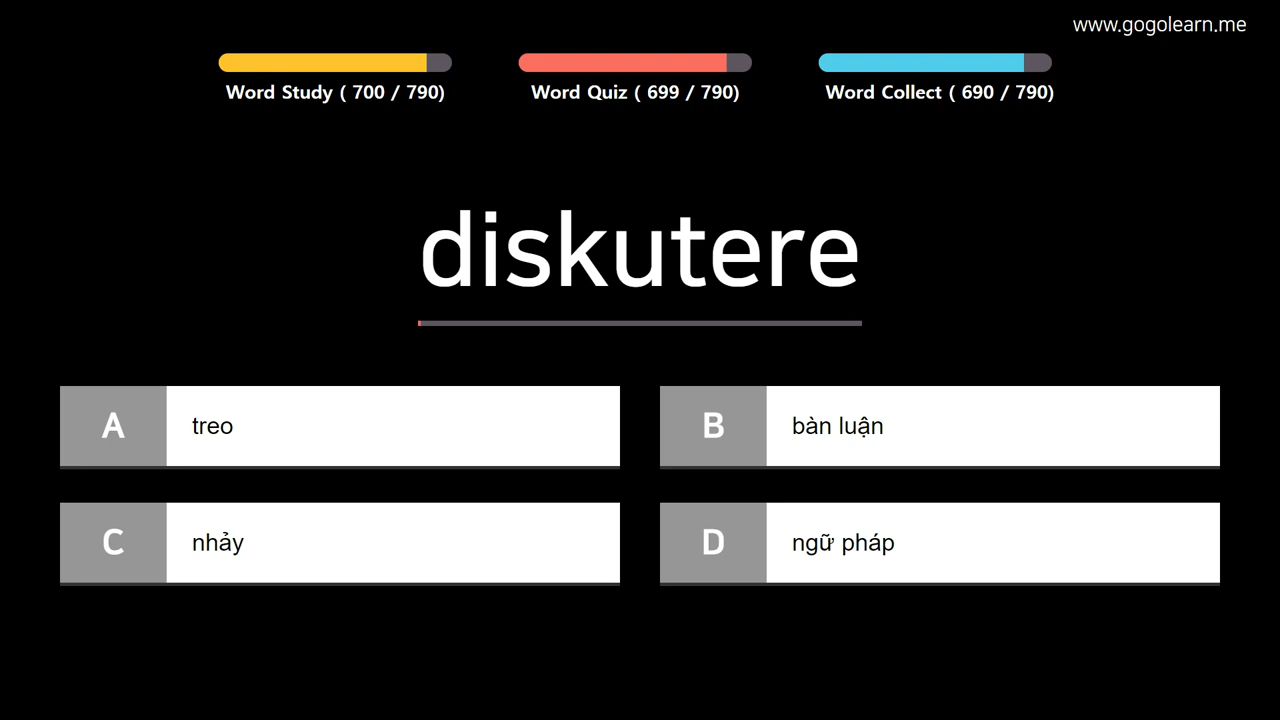 www.gogolearn.me
Word Study ( 700 / 790)
Word Quiz ( 699 / 790)
Word Collect ( 690 / 790)
diskutere
A treo
B bàn luận
C nhảy
D ngữ pháp